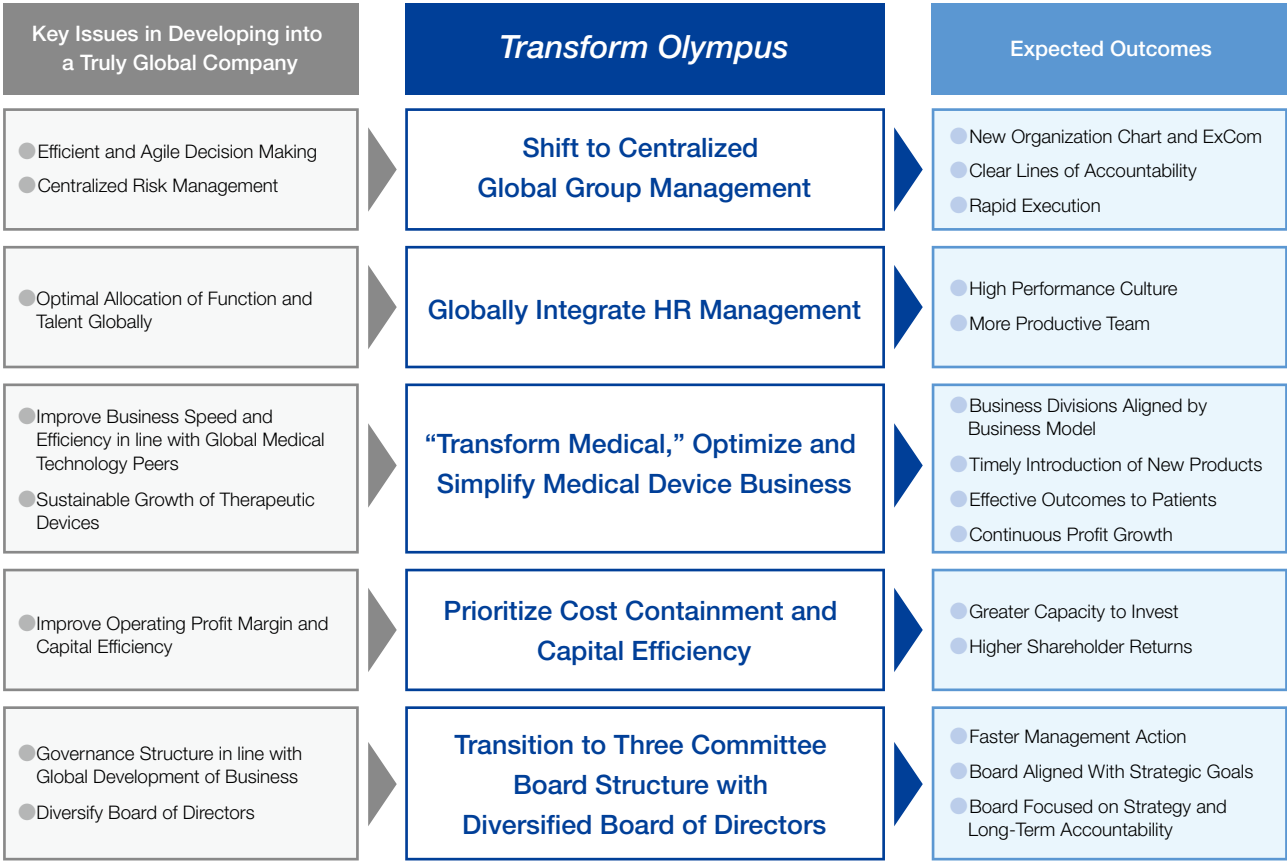 Key Issues in Developing into
a Truly Global Company
Transform Olympus
Expected Outcomes
Efficient and Agile Decision Making
Centralized Risk Management
Shift to Centralized
Global Group Management
New Organization Chart and ExCom
Clear Lines of Accountability
Rapid Execution
Optimal Allocation of Function and
Talent Globally
Globally Integrate HR Management
High Performance Culture
More Productive Team
Improve Business Speed and
Efficiency in line with Global Medical
Technology Peers
Sustainable Growth of Therapeutic
Devices
“Transform Medical,” Optimize and
Simplify Medical Device Business
Business Divisions Aligned by
Business Model
Timely Introduction of New Products
Effective Outcomes to Patients
Continuous Profit Growth
Improve Operating Profit Margin and
Capital Efficiency
Prioritize Cost Containment and
Capital Efficiency
Greater Capacity to Invest
Higher Shareholder Returns
Governance Structure in line with
Global Development of Business
Diversify Board of Directors
Transition to Three Committee
Board Structure with
Diversified Board of Directors
Faster Management Action
Board Aligned With Strategic Goals
Board Focused on Strategy and
Long-Term Accountability